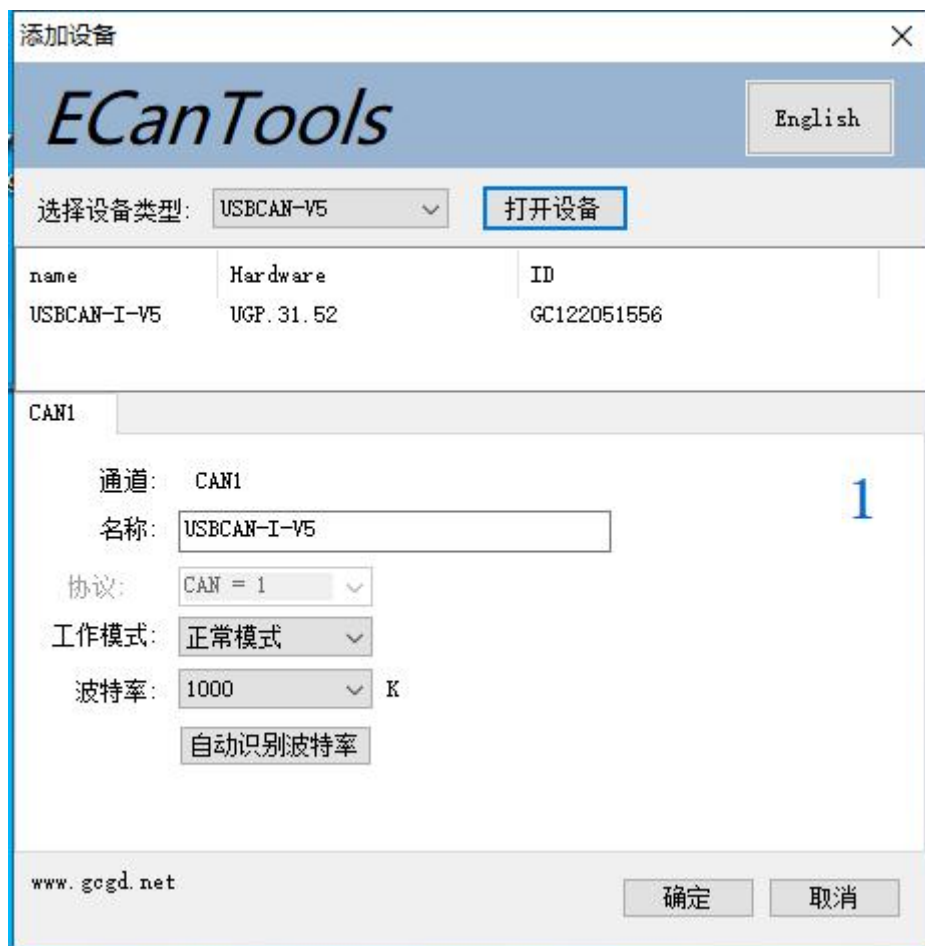 添加设备
ECanTools
English
选择设备类型: USBCAN-V5 打开设备
name Hardware ID
USBCAN-I-V5 UGP.31.52 GC122051556
CAN1
通道: CAN1
1
名称: USBCAN-I-V5
协议: CAN = 1
工作模式: 正常模式
波特率: 1000 K
自动识别波特率
www.gcgd.net
确定 取消